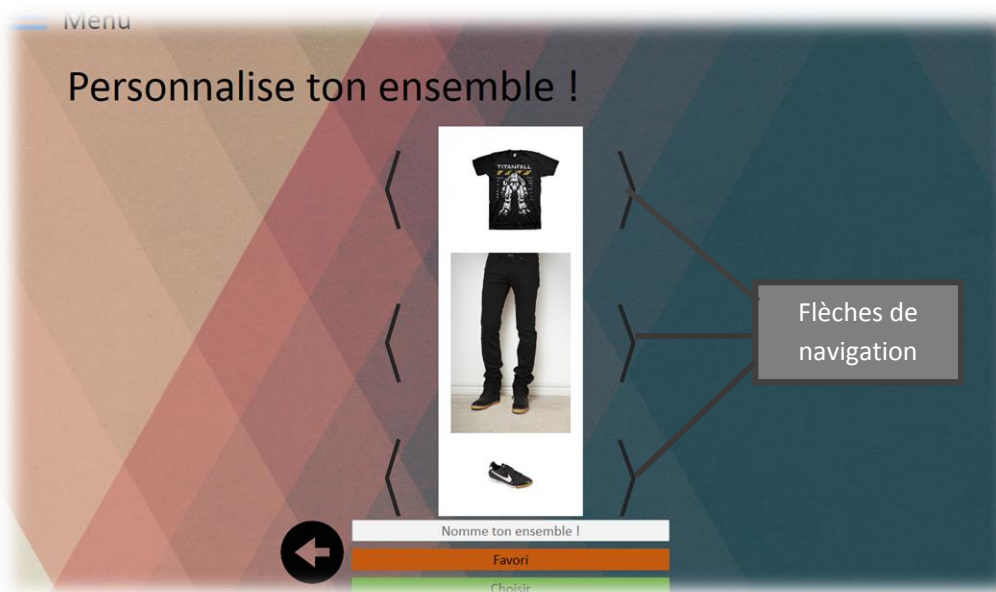 Menu
Personnalise ton ensemble !
TITANFALL
Flèches de
navigation
Nomme ton ensemble !
Favori
Choisir